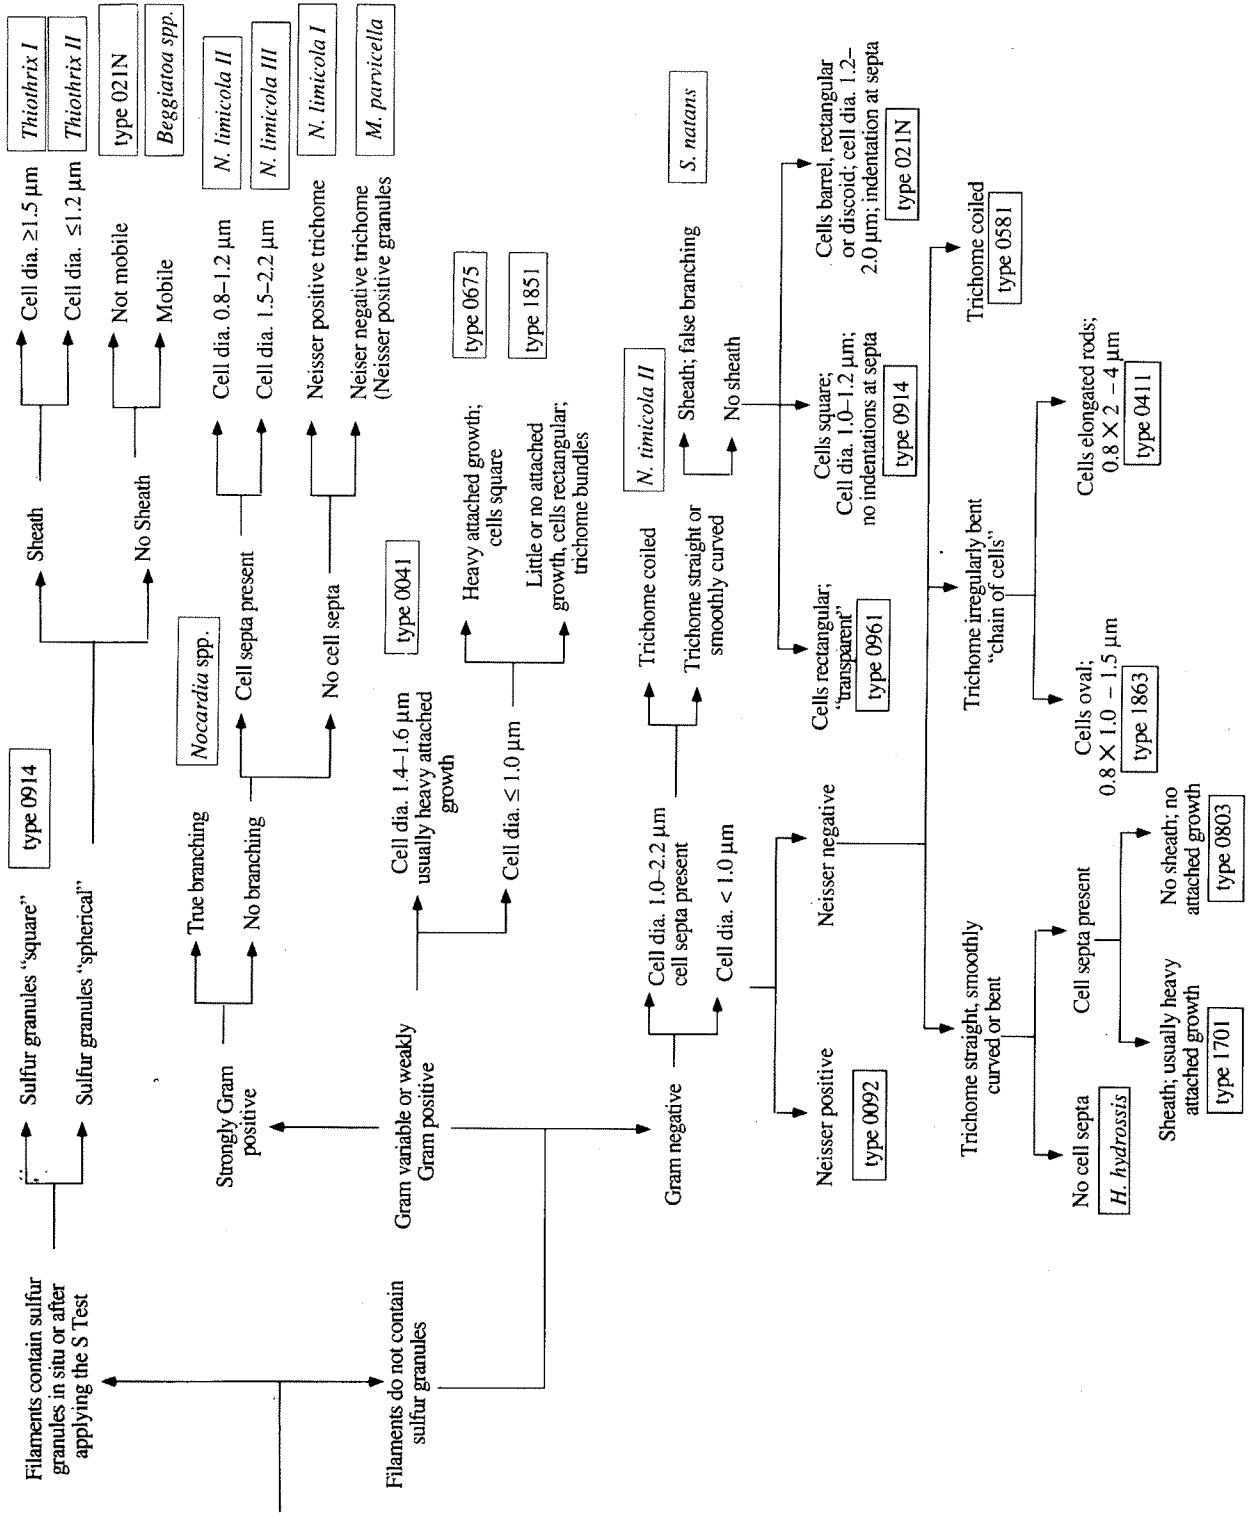 Filaments contain sulfur
granules in situ or after
applying the S Test
Sulfur granules “square”
type 0914
Sulfur granules “spherical”
Sheath
Cell dia. ≥1.5 μm
Thiothrix I
Cell dia. ≤1.2 μm
Thiothrix II
No Sheath
Not mobile
type 021N
Mobile
Beggiatoa spp.
Filaments do not contain
sulfur granules
Strongly Gram
positive
True branching
Nocardia spp.
No branching
Cell septa present
Cell dia. 0.8–1.2 μm
N. limicola II
Cell dia. 1.5–2.2 μm
N. limicola III
No cell septa
Neisser positive trichome
N. limicola I
Neiser negative trichome
(Neisser positive granules
M. parvicella
Gram variable or weakly
Gram positive
Cell dia. 1.4–1.6 μm
usually heavy attached
growth
type 0041
Cell dia. ≤ 1.0 μm
Heavy attached growth;
cells square
type 0675
Little or no attached
growth, cells rectangular;
trichome bundles
type 1851
Gram negative
Cell dia. 1.0–2.2 μm
cell septa present
Trichome coiled
N. timicola II
Trichome straight or
smoothly curved
Sheath; false branching
S. natans
No sheath
Cells rectangular;
“transparent”
type 0961
Cells square;
Cell dia. 1.0–1.2 μm;
no indentations at septa
type 0914
Cells barrel, rectangular
or discoid; cell dia. 1.2–
2.0 μm; indentation at septa
type 021N
Cell dia. < 1.0 μm
Neisser positive
type 0092
Neisser negative
Trichome straight, smoothly
curved or bent
No cell septa
H. hydrossis
Cell septa present
Sheath; usually heavy
attached growth
type 1701
No sheath; no
attached growth
type 0803
Trichome irregularly bent
“chain of cells”
Cells oval;
0.8 X 1.0 – 1.5 μm
type 1863
Cells elongated rods;
0.8 X 2 – 4 μm
type 0411
Trichome coiled
type 0581